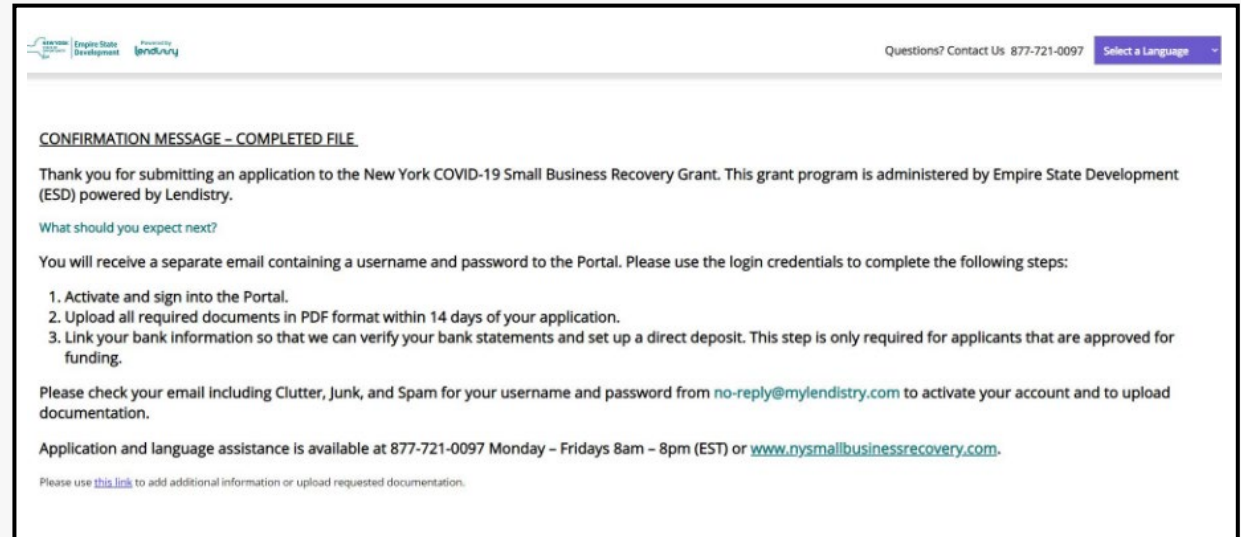 NEW YORK
Empire State
Development
Powered by
lendistry
Questions? Contact Us 877-721-0097
Select a Language
CONFIRMATION MESSAGE – COMPLETED FILE
Thank you for submitting an application to the New York COVID-19 Small Business Recovery Grant. This grant program is administered by Empire State Development
(ESD) powered by Lendistry.
What should you expect next?
You will receive a separate email containing a username and password to the Portal. Please use the login credentials to complete the following steps:
1. Activate and sign into the Portal.
2. Upload all required documents in PDF format within 14 days of your application.
3. Link your bank information so that we can verify your bank statements and set up a direct deposit. This step is only required for applicants that are approved for
funding.
Please check your email including Clutter, Junk, and Spam for your username and password from no-reply@mylendistry.com to activate your account and to upload
documentation.
Application and language assistance is available at 877-721-0097 Monday – Fridays 8am – 8pm (EST) or www.nysmallbusinessrecovery.com.
Please use this link to add additional information or upload requested documentation.